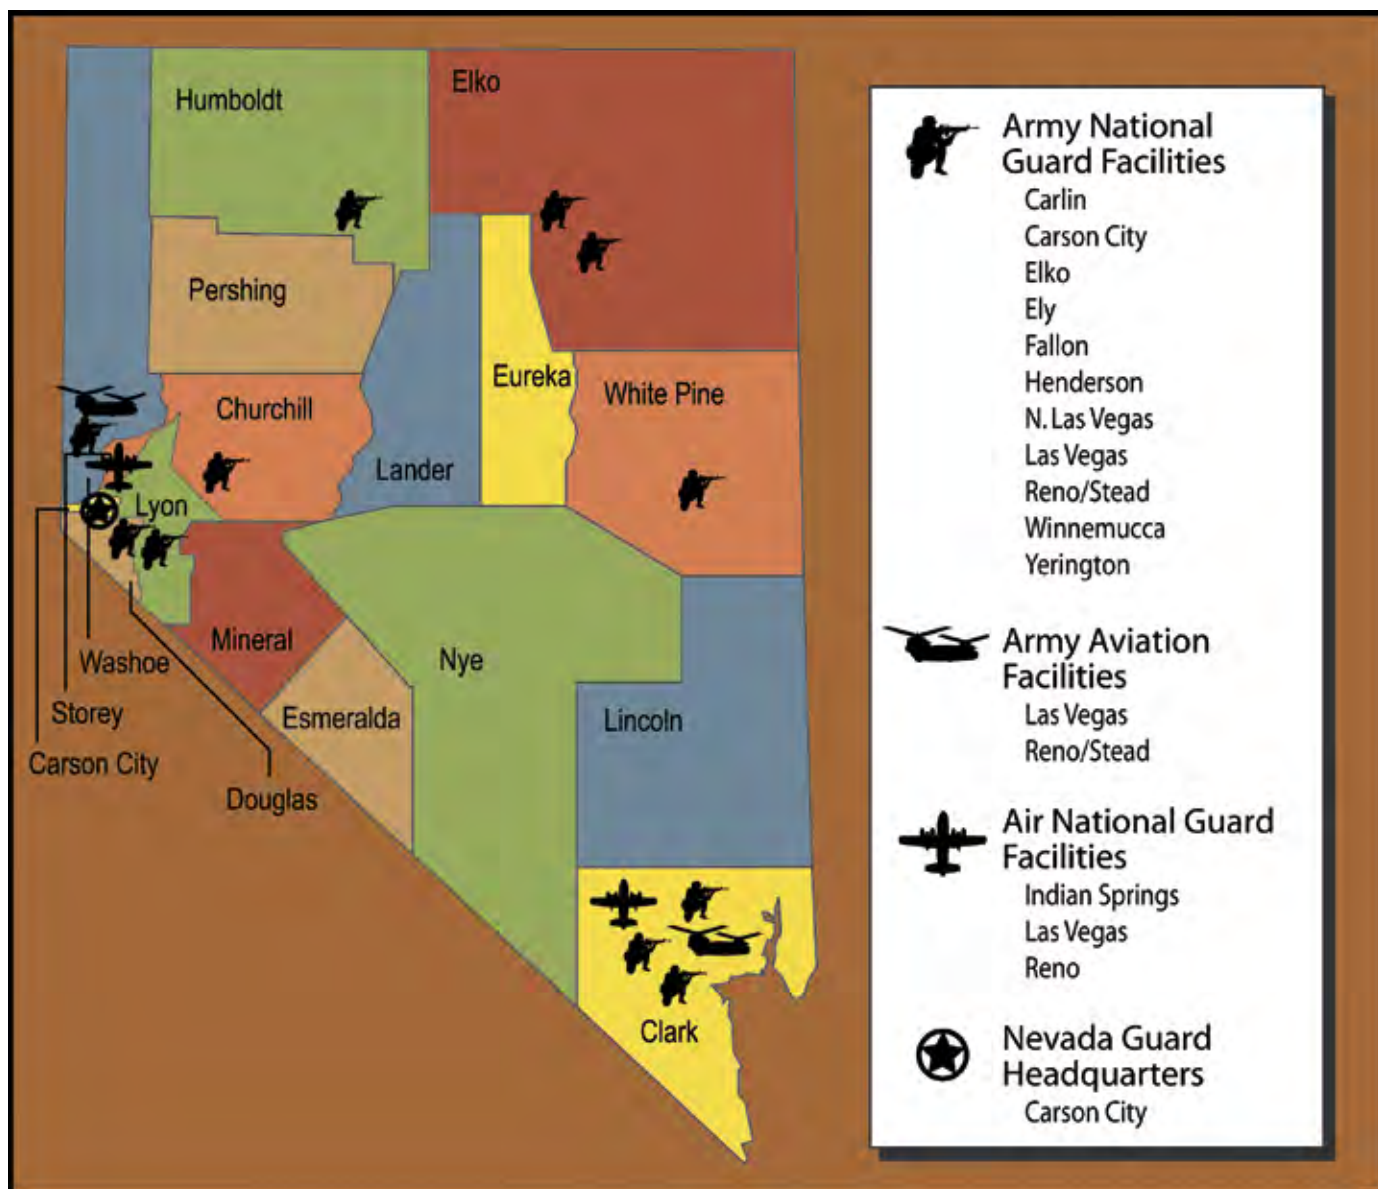 Humboldt
Elko
Pershing
Eureka
White Pine
Churchill
Lander
Lyon
Mineral
Washoe
Nye
Storey
Esmeralda
Lincoln
Carson City
Douglas
Clark
Army National
Guard Facilities
Carlin
Carson City
Elko
Ely
Fallon
Henderson
N. Las Vegas
Las Vegas
Reno/Stead
Winnemucca
Yerington
Army Aviation
Facilities
Las Vegas
Reno/Stead
Air National Guard
Facilities
Indian Springs
Las Vegas
Reno
Nevada Guard
Headquarters
Carson City